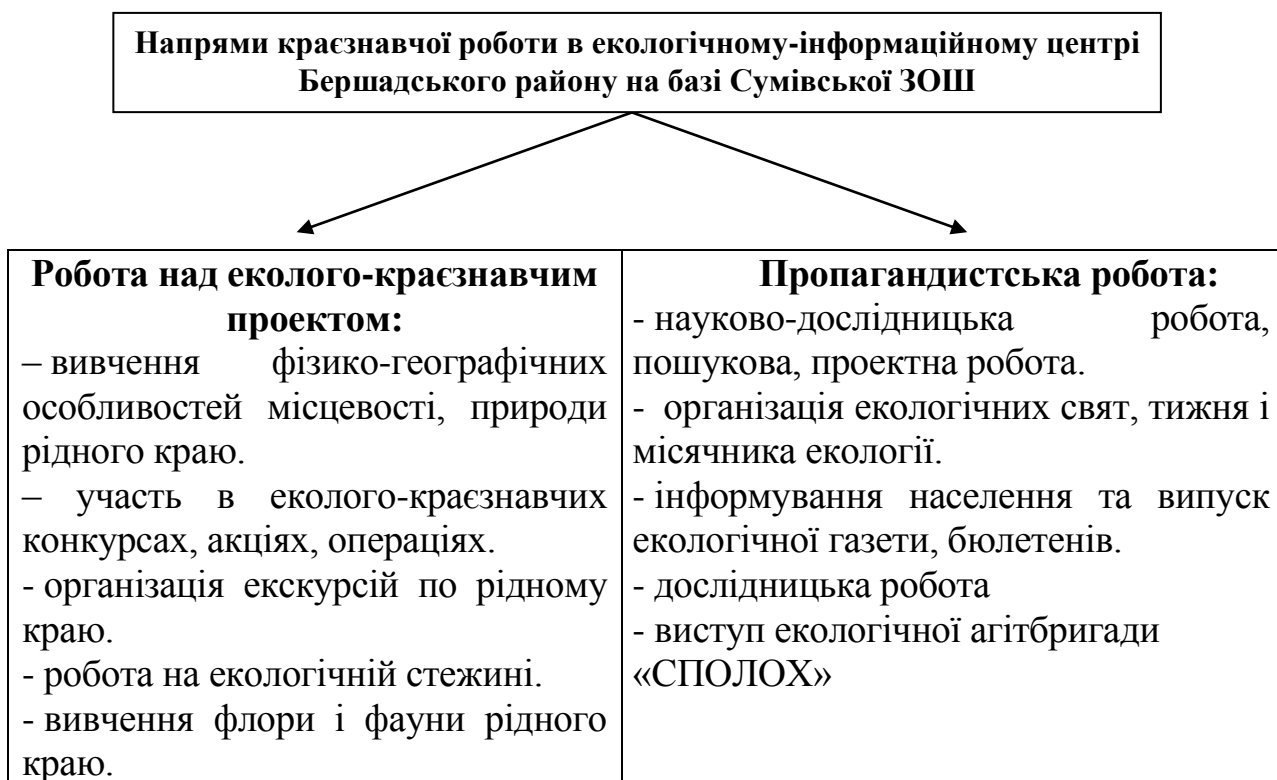 Напрями краєзнавчої роботи в екологічному-інформаційному центрі
Бершадського району на базі Сумівської ЗОШ
Робота над еколого-краєзнавчим
проектом:
– вивчення фізико-географічних
особливостей місцевості, природи
рідного краю.
– участь в еколого-краєзнавчих
конкурсах, акціях, операціях.
- організація екскурсій по рідному
краю.
- робота на екологічній стежині.
- вивчення флори і фауни рідного
краю.
Пропагандистська робота:
- науково-дослідницька робота,
пошукова, проектна робота.
- організація екологічних свят, тижня і
місячника екології.
- інформування населення та випуск
екологічної газети, бюлетенів.
- дослідницька робота
- виступ екологічної агітбригади
«СПОЛОХ»